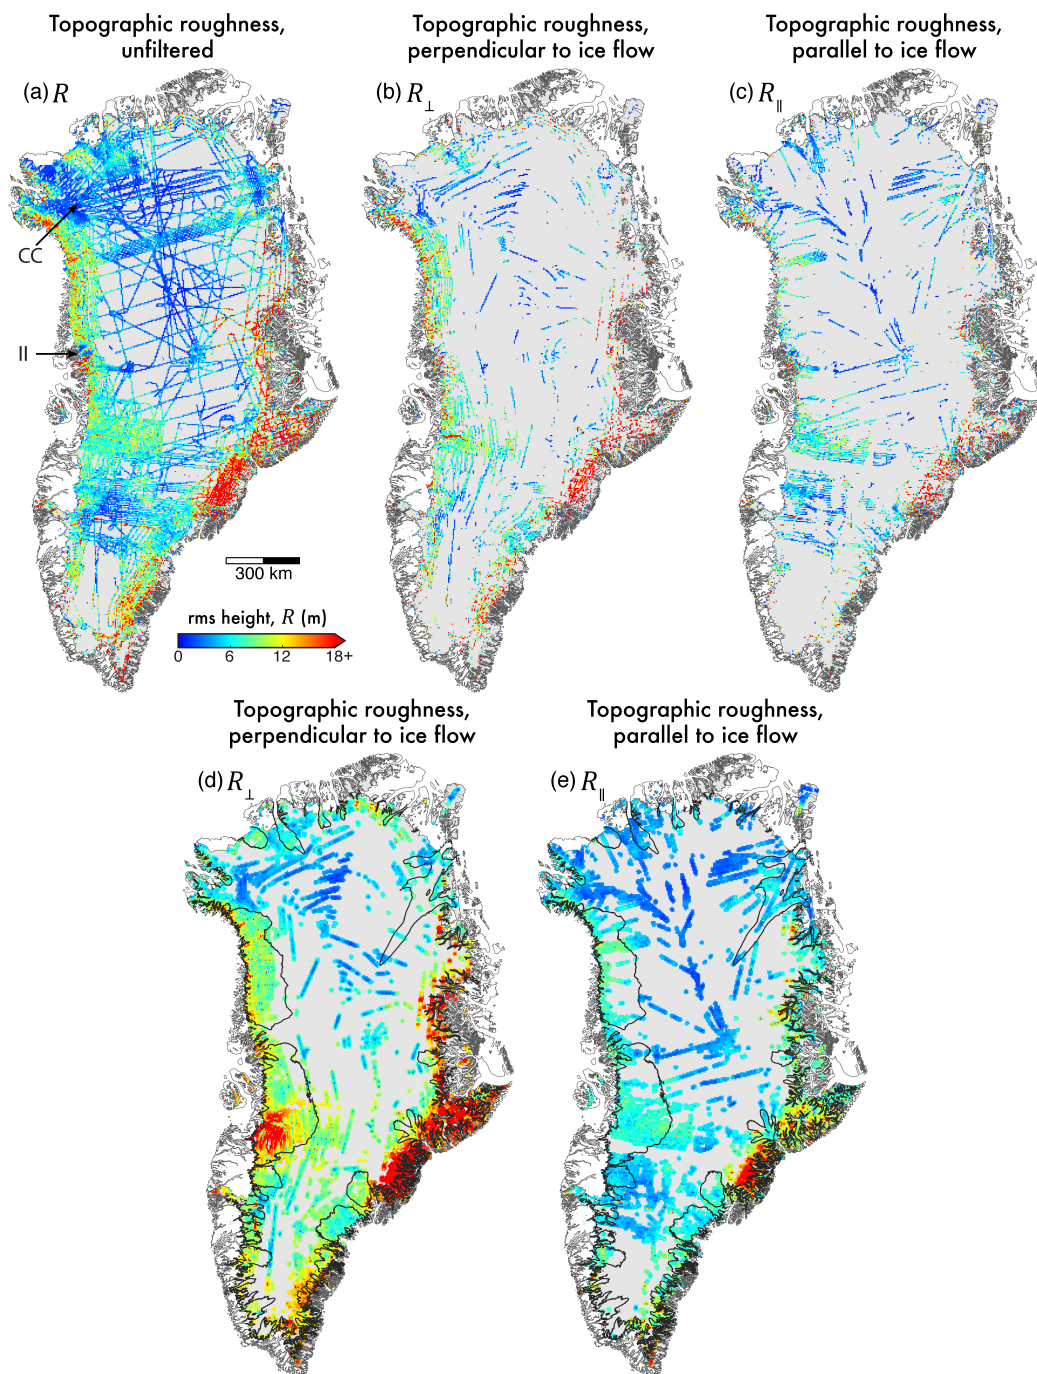 Topographic roughness,
unfiltered
Topographic roughness,
perpendicular to ice flow
Topographic roughness,
parallel to ice flow
(a) R
(b) R⊥
(c) R∥
CC
II
300 km
rms height, R (m)
0 6 12 18+
Topographic roughness,
perpendicular to ice flow
Topographic roughness,
parallel to ice flow
(d) R⊥
(e) R∥